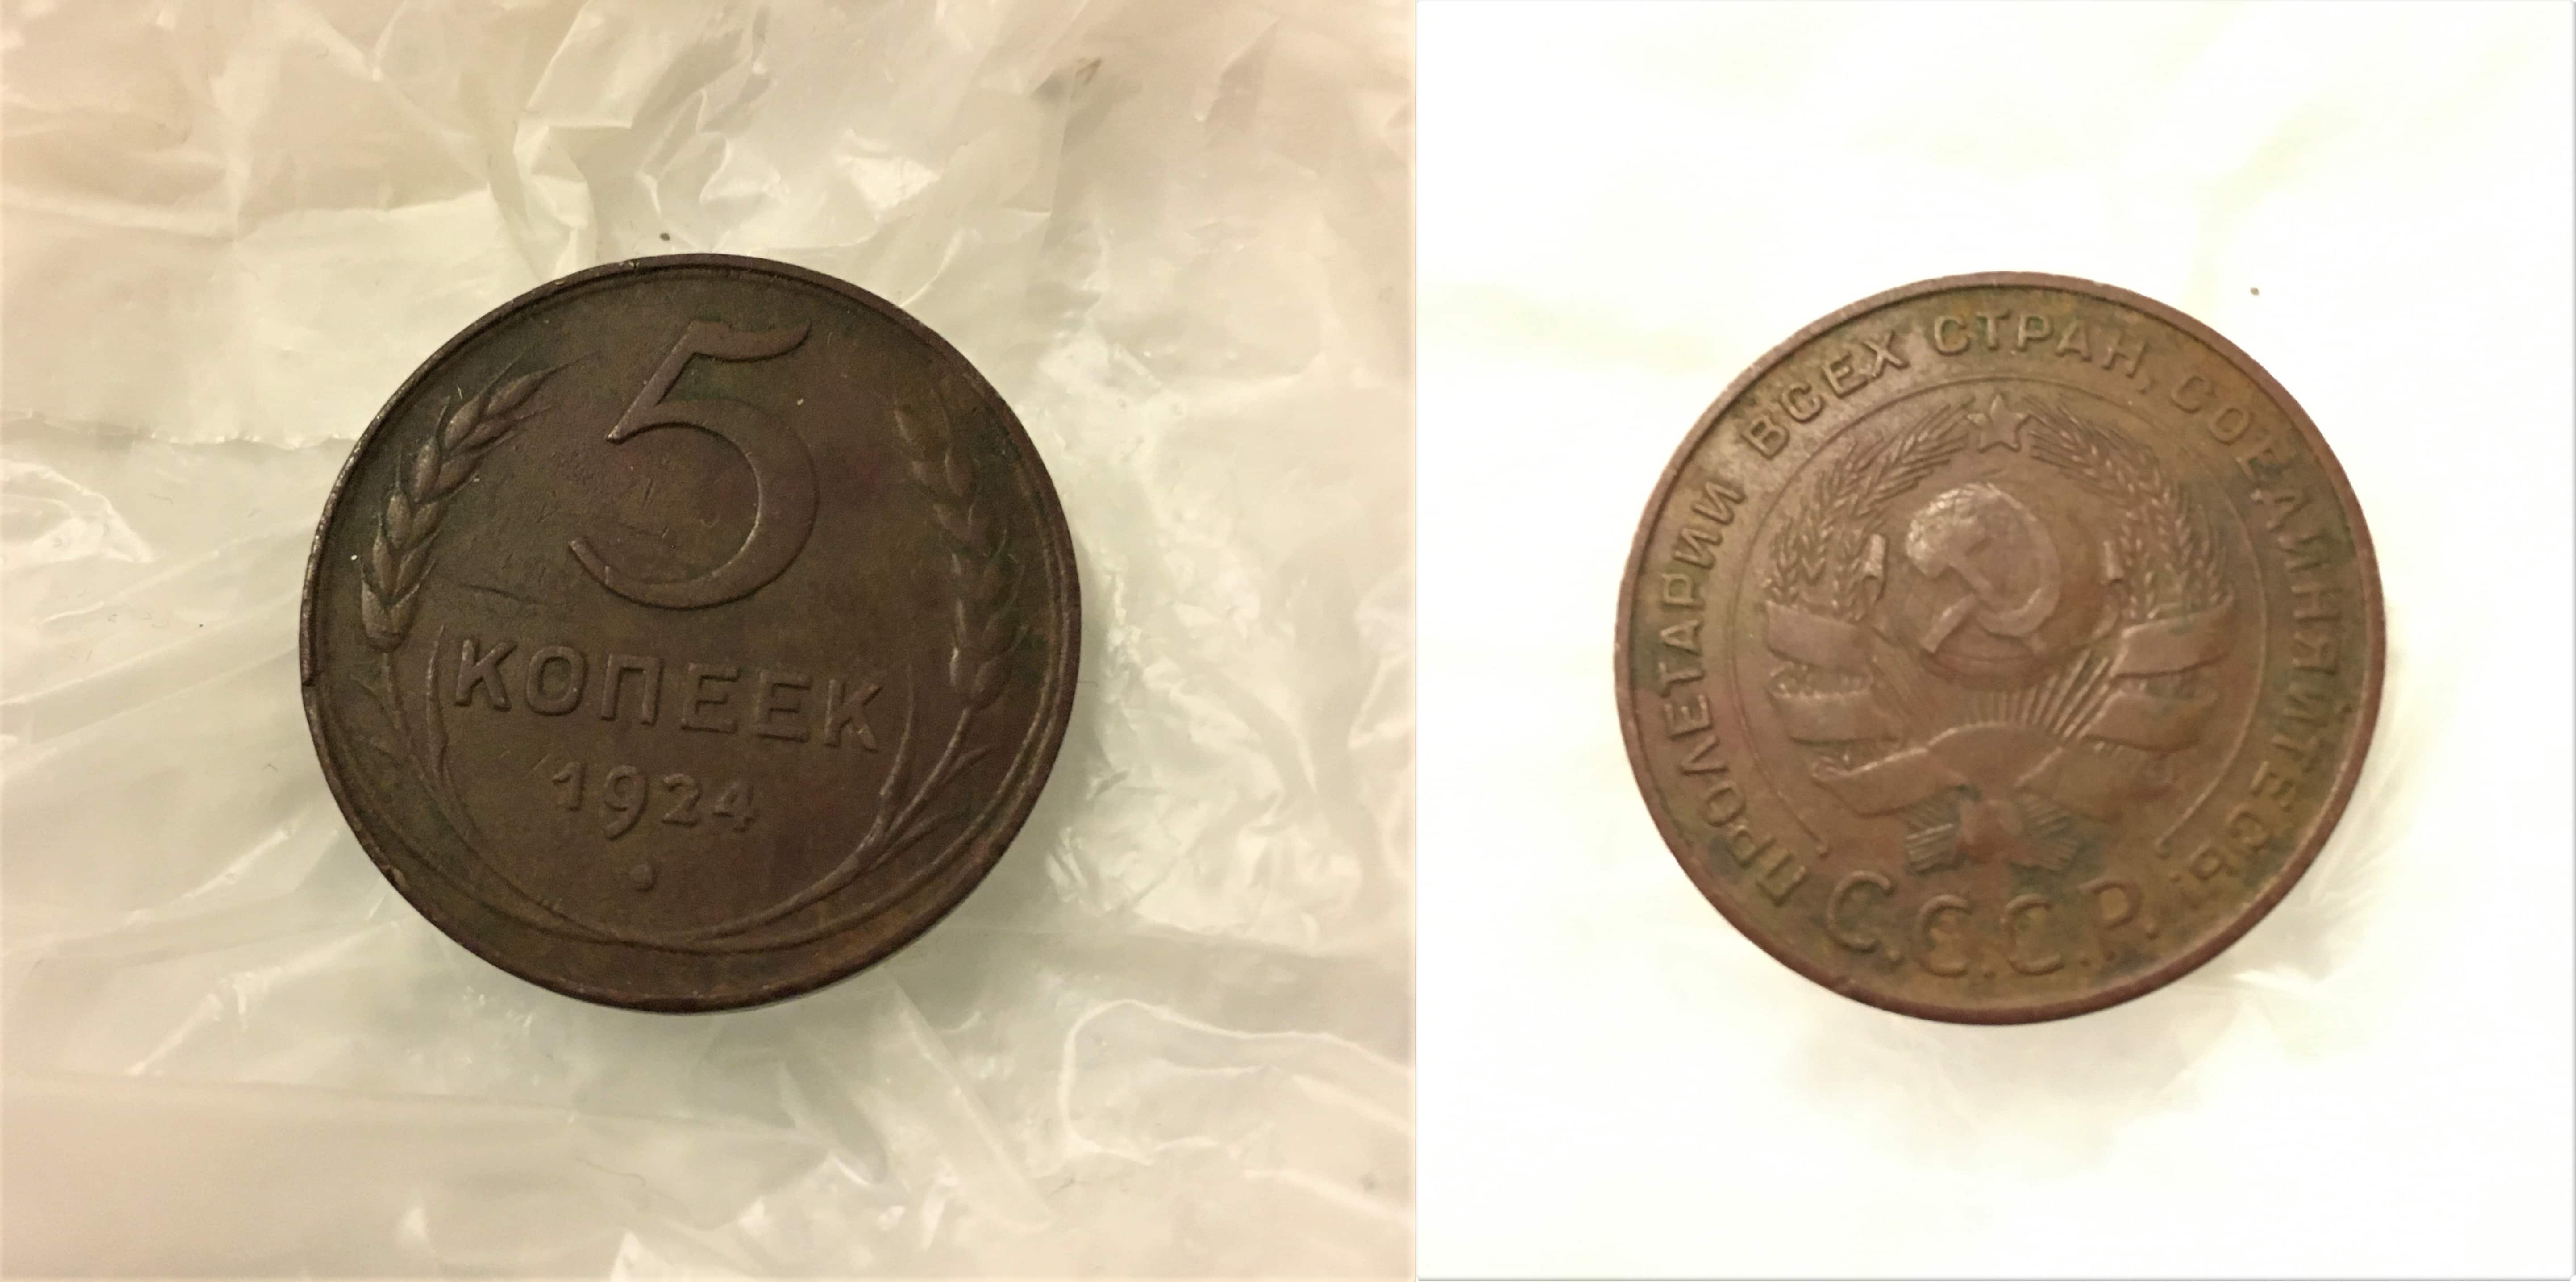 5
КОПЕЕК
1924
ПРОЛЕТАРИИ ВСЕХ СТРАН, СОЕДИНЯЙТЕСЬ!
С.С.С.Р.